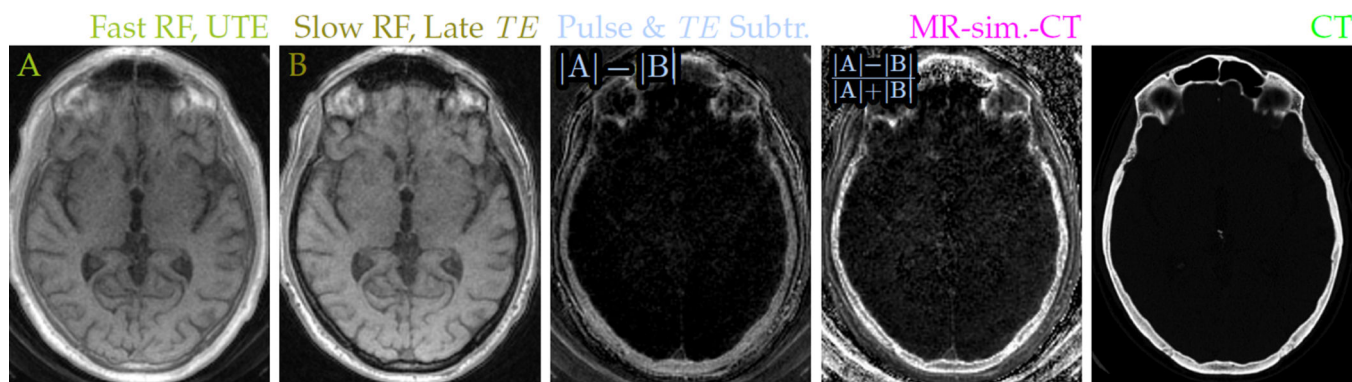 Fast RF, UTE
Slow RF, Late TE
Pulse & TE Subtr.
MR-sim.-CT
CT
A
B
|A| − |B|
|A|−|B|
|A|+|B|